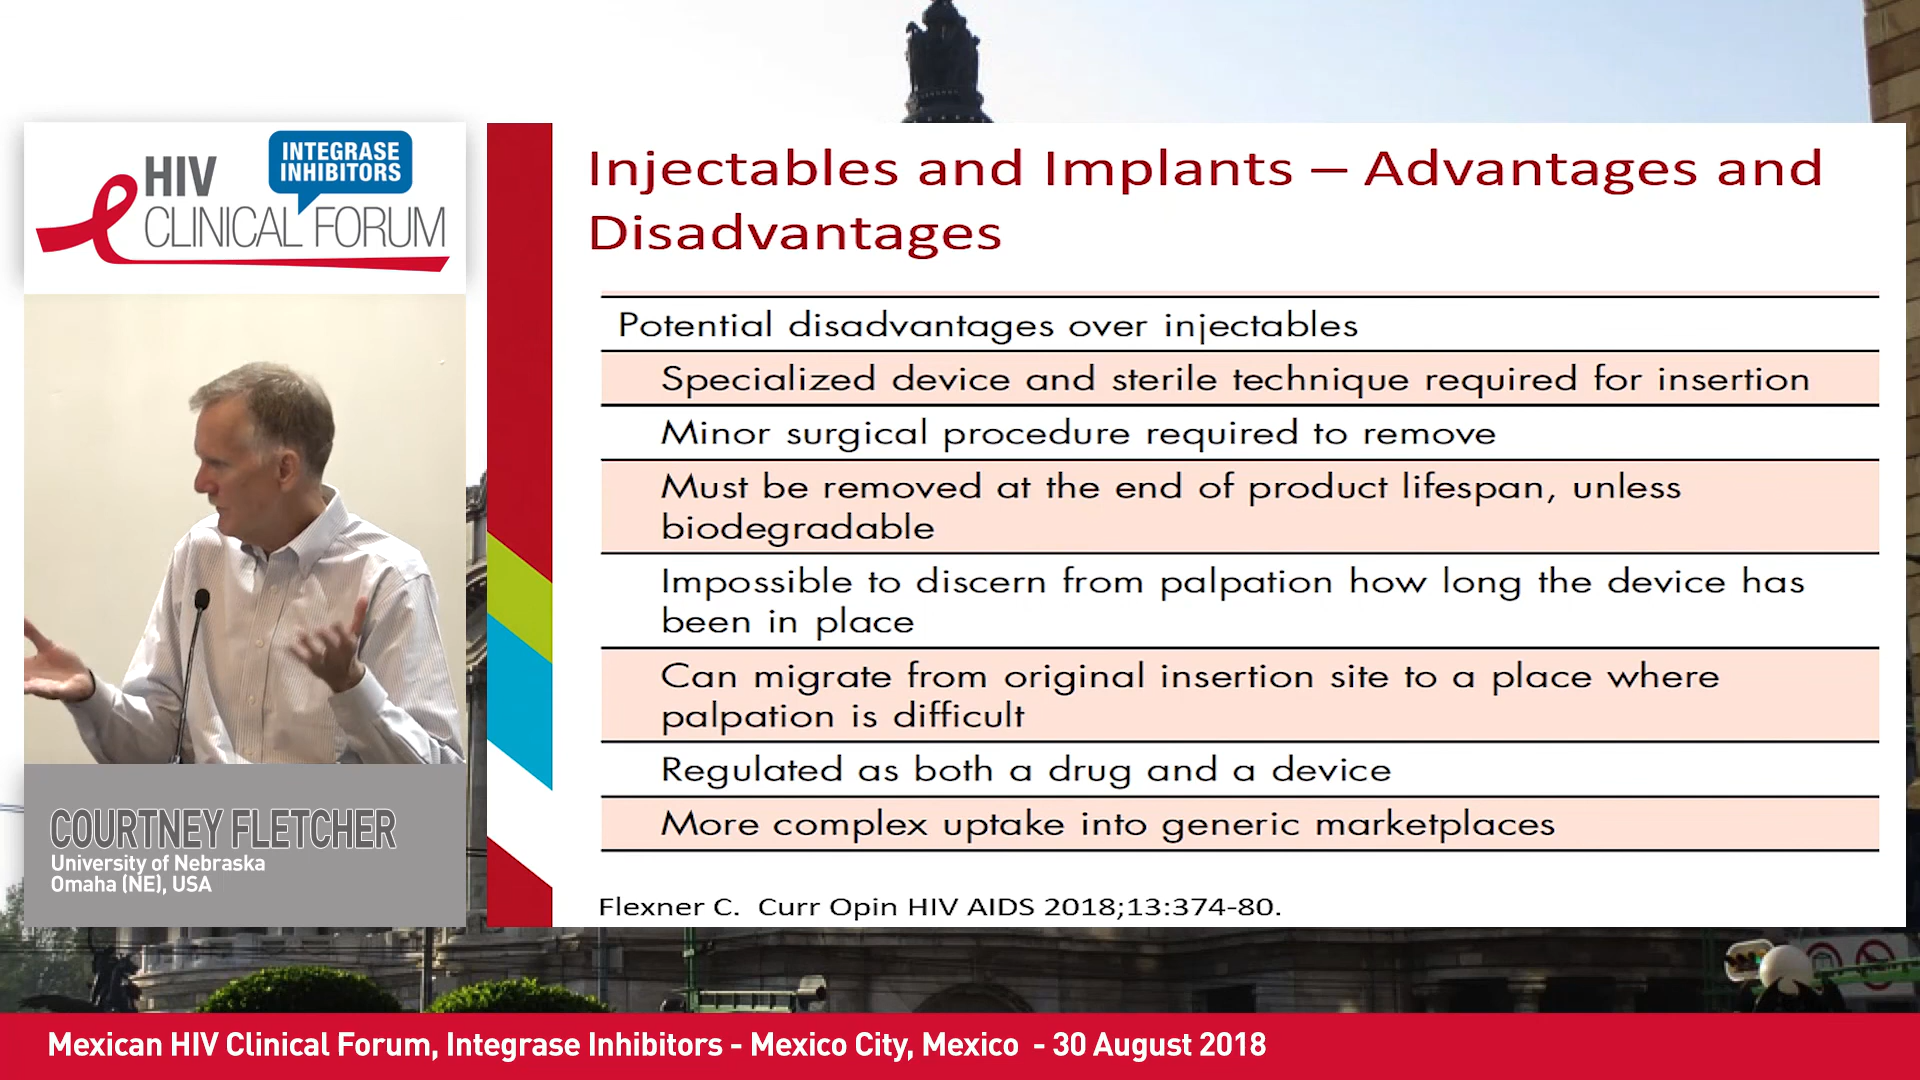 HIV
INTEGRASE
INHIBITORS
CLINICAL FORUM
COURTNEY FLETCHER
University of Nebraska
Omaha (NE), USA
Injectables and Implants – Advantages and
Disadvantages
Potential disadvantages over injectables
Specialized device and sterile technique required for insertion
Minor surgical procedure required to remove
Must be removed at the end of product lifespan, unless
biodegradable
Impossible to discern from palpation how long the device has
been in place
Can migrate from original insertion site to a place where
palpation is difficult
Regulated as both a drug and a device
More complex uptake into generic marketplaces
Flexner C.  Curr Opin HIV AIDS 2018;13:374-80.
Mexican HIV Clinical Forum, Integrase Inhibitors - Mexico City, Mexico  - 30 August 2018